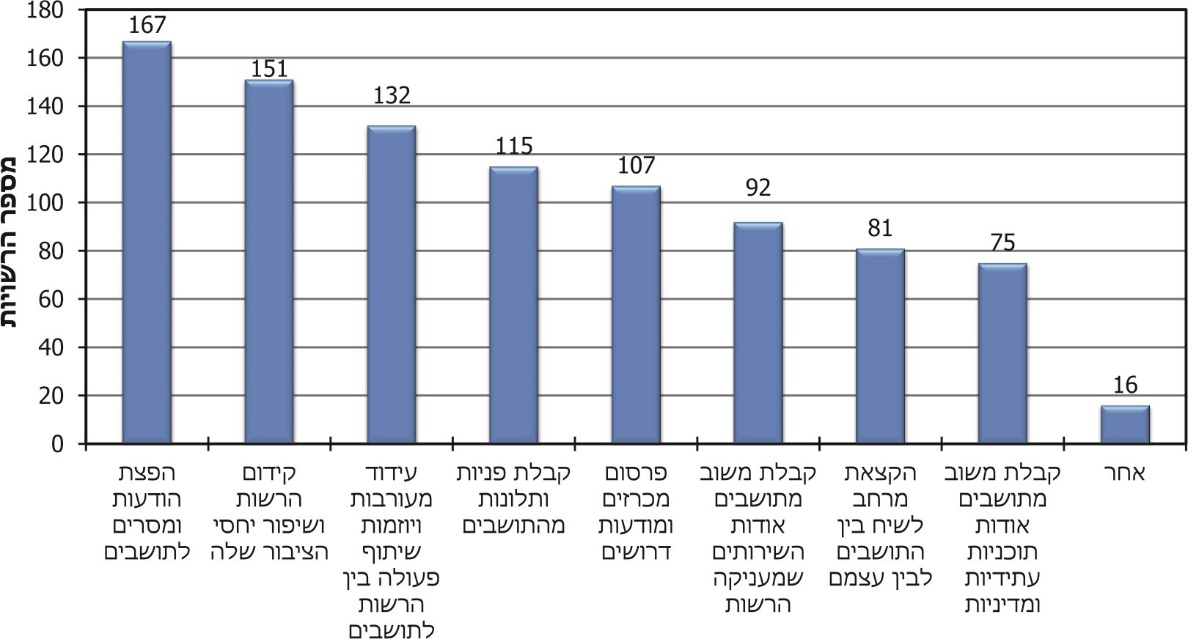 מספר הרשויות
180
160
140
120
100
80
60
40
20
0
167
151
132
115
107
92
81
75
16
הפצת
הודעות
ומסרים
לתושבים
קידום
הרשות
ושיפור יחסי
הציבור שלה
עידוד
מעורבות
ויוזמות
שיתוף
פעולה בין
הרשות
לתושבים
קבלת פניות
ותלונות
מהתושבים
פרסום
מכרזים
ומודעות
דרושים
קבלת משוב
מתושבים
אודות
השירותים
שמעניקה
הרשות
הקצאת
מרחב
לשיח בין
התושבים
לבין עצמם
קבלת משוב
מתושבים
אודות
תוכניות
עתידיות
ומדיניות
אחר